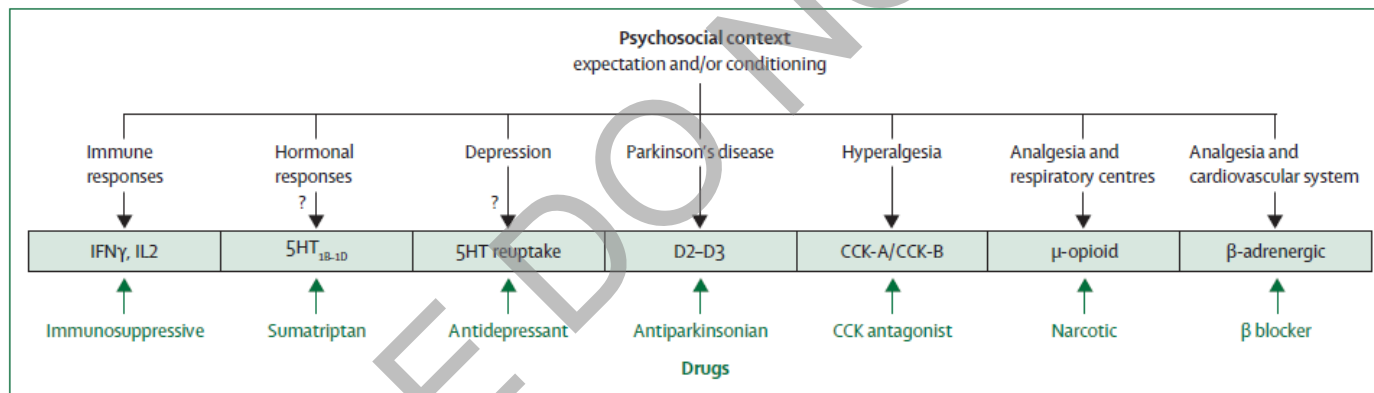 Psychosocial context
expectation and/or conditioning
Immune
responses
Hormonal
responses
?
Depression
?
Parkinson's disease
Hyperalgesia
Analgesia and
respiratory centres
Analgesia and
cardiovascular system
IFNγ, IL2
5HT1B–1D
5HT reuptake
D2–D3
CCK-A/CCK-B
μ-opioid
β-adrenergic
Immunosuppressive
Sumatriptan
Antidepressant
Antiparkinsonian
CCK antagonist
Narcotic
β blocker
Drugs